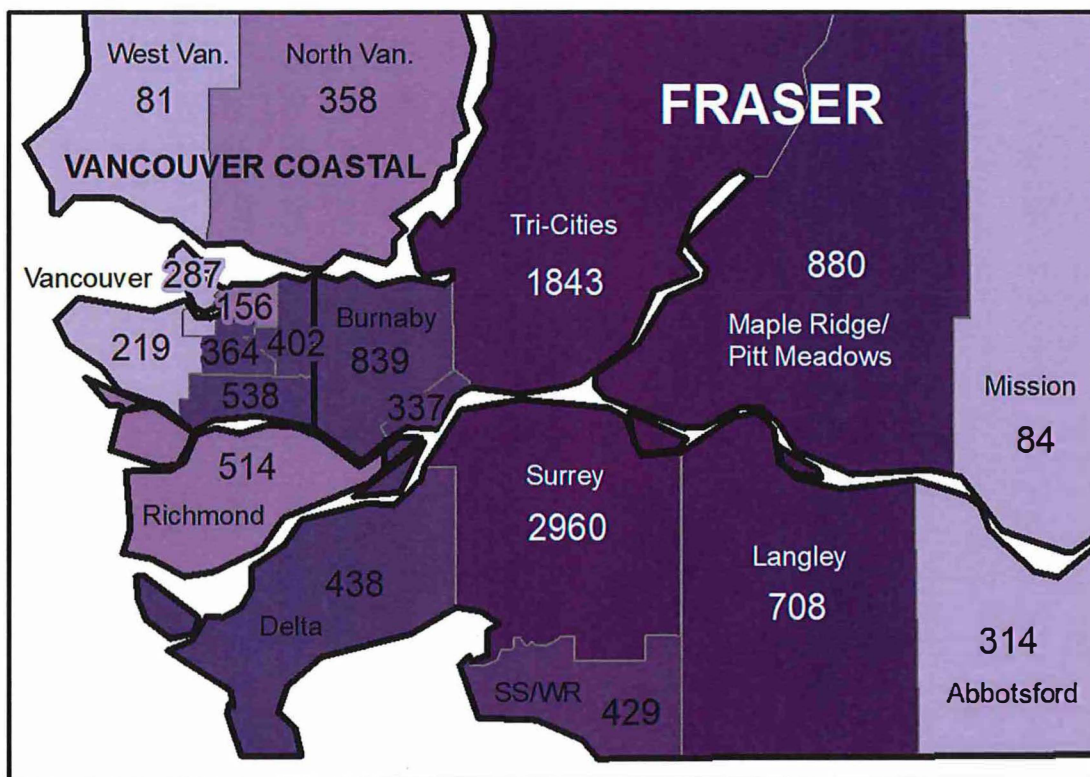 West Van.
81
North Van.
358
FRASER
VANCOUVER COASTAL
Tri-Cities
1843
880
Maple Ridge/
Pitt Meadows
Vancouver
287
156
219
364
402
Burnaby
839
538
337
Mission
84
514
Richmond
Surrey
2960
Langley
708
438
Delta
314
Abbotsford
SS/WR
429